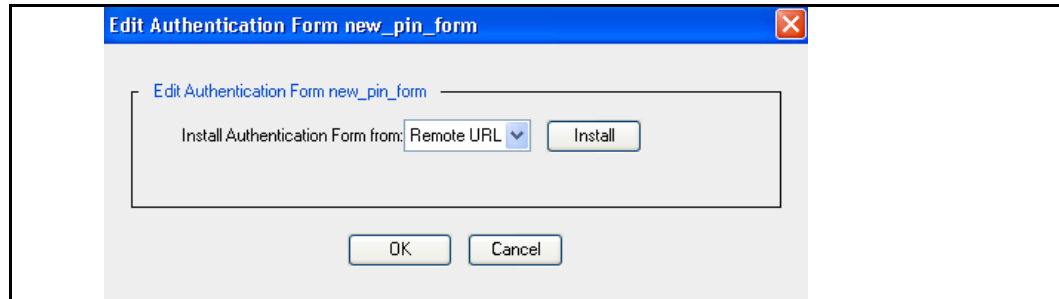 Edit Authentication Form new_pin_form
Edit Authentication Form new_pin_form
Install Authentication Form from: Remote URL Install
OK Cancel